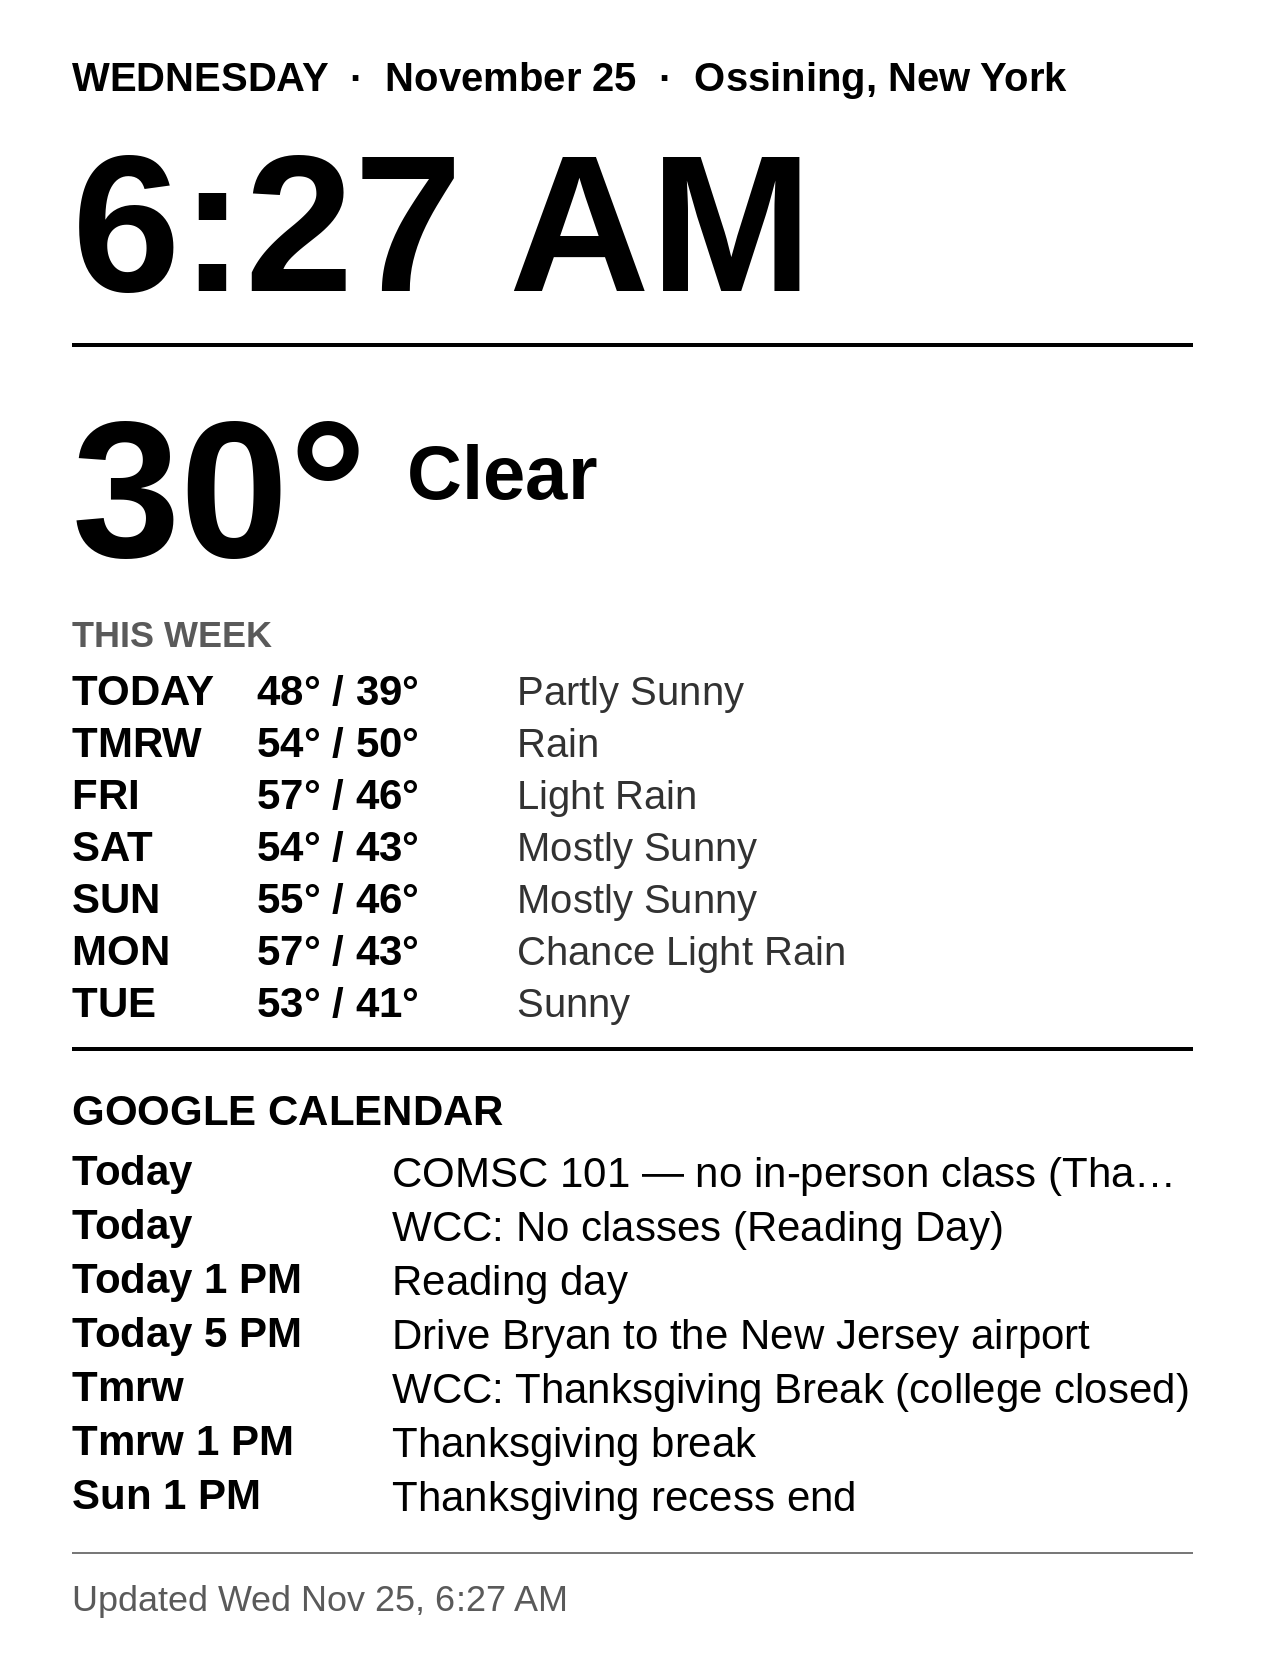 WEDNESDAY · November 25 · Ossining, New York
6:27 AM
30° Clear
THIS WEEK
TODAY 48° / 39° Partly Sunny
TMRW 54° / 50° Rain
FRI 57° / 46° Light Rain
SAT 54° / 43° Mostly Sunny
SUN 55° / 46° Mostly Sunny
MON 57° / 43° Chance Light Rain
TUE 53° / 41° Sunny
GOOGLE CALENDAR
Today COMSC 101 — no in-person class (Tha…
Today WCC: No classes (Reading Day)
Today 1 PM Reading day
Today 5 PM Drive Bryan to the New Jersey airport
Tmrw WCC: Thanksgiving Break (college closed)
Tmrw 1 PM Thanksgiving break
Sun 1 PM Thanksgiving recess end
Updated Wed Nov 25, 6:27 AM